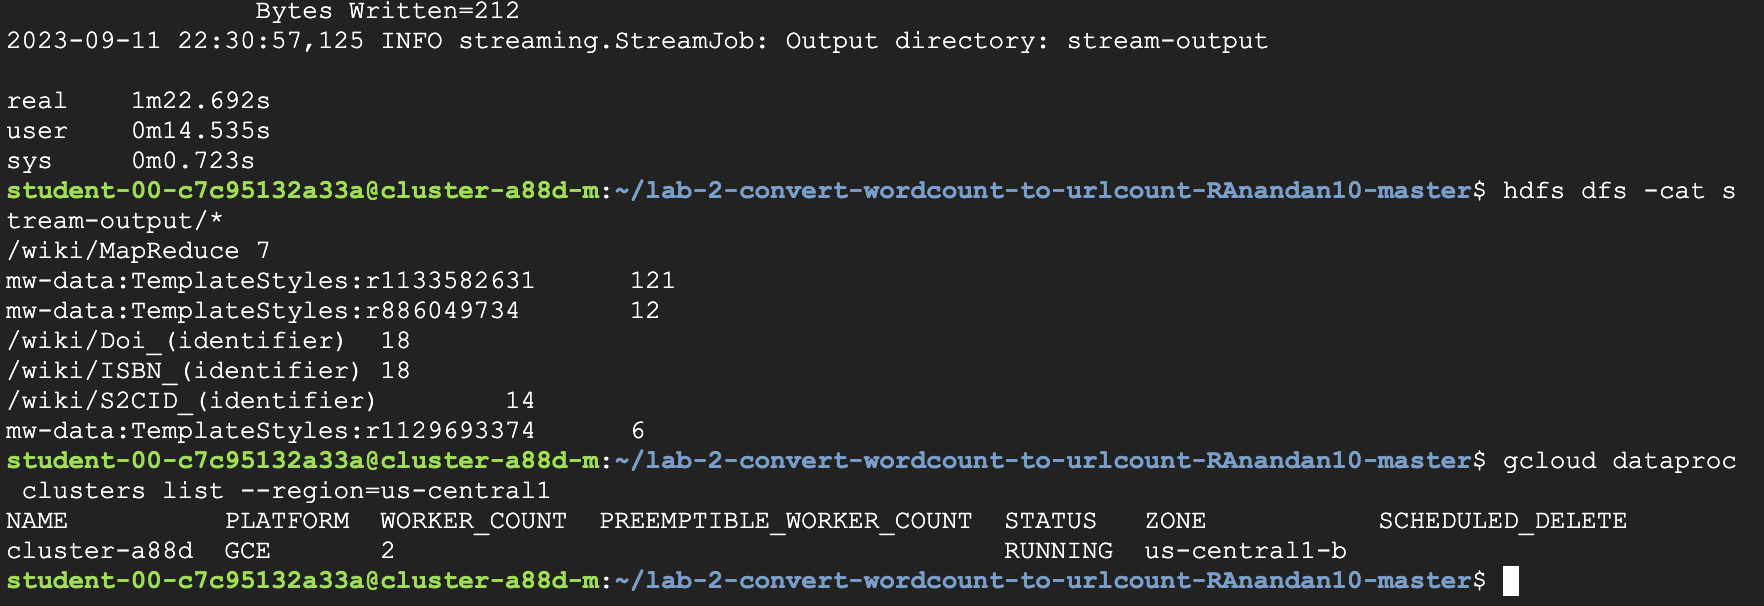 Bytes Written=212
2023-09-11 22:30:57,125 INFO streaming.StreamJob: Output directory: stream-output
real    1m22.692s
user    0m14.535s
sys     0m0.723s
student-00-c7c95132a33a@cluster-a88d-m:~/lab-2-convert-wordcount-to-urlcount-RAnandan10-master$ hdfs dfs -cat s
tream-output/*
/wiki/MapReduce 7
mw-data:TemplateStyles:r1133582631      121
mw-data:TemplateStyles:r886049734       12
/wiki/Doi_(identifier)  18
/wiki/ISBN_(identifier) 18
/wiki/S2CID_(identifier)        14
mw-data:TemplateStyles:r1129693374      6
student-00-c7c95132a33a@cluster-a88d-m:~/lab-2-convert-wordcount-to-urlcount-RAnandan10-master$ gcloud dataproc
 clusters list --region=us-central1
NAME          PLATFORM  WORKER_COUNT  PREEMPTIBLE_WORKER_COUNT  STATUS   ZONE           SCHEDULED_DELETE
cluster-a88d  GCE       2                                       RUNNING  us-central1-b
student-00-c7c95132a33a@cluster-a88d-m:~/lab-2-convert-wordcount-to-urlcount-RAnandan10-master$